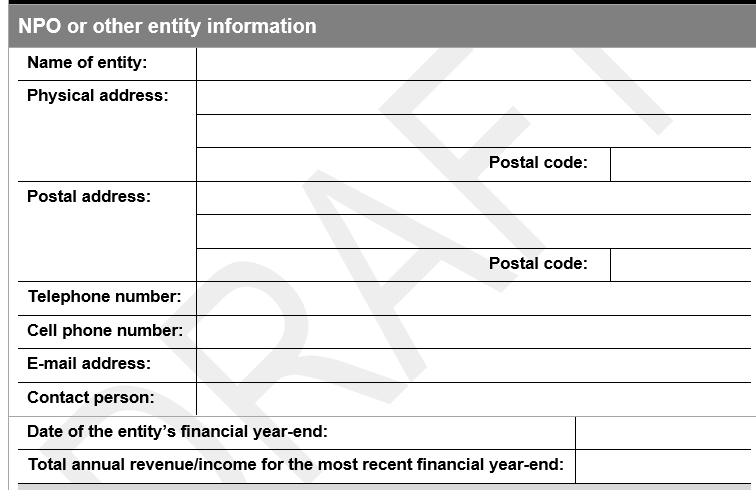 NPO or other entity information
Name of entity:
Physical address:
Postal code:
Postal address:
Postal code:
Telephone number:
Cell phone number:
E-mail address:
Contact person:
Date of the entity's financial year-end:
Total annual revenue/income for the most recent financial year-end:
DRAFT